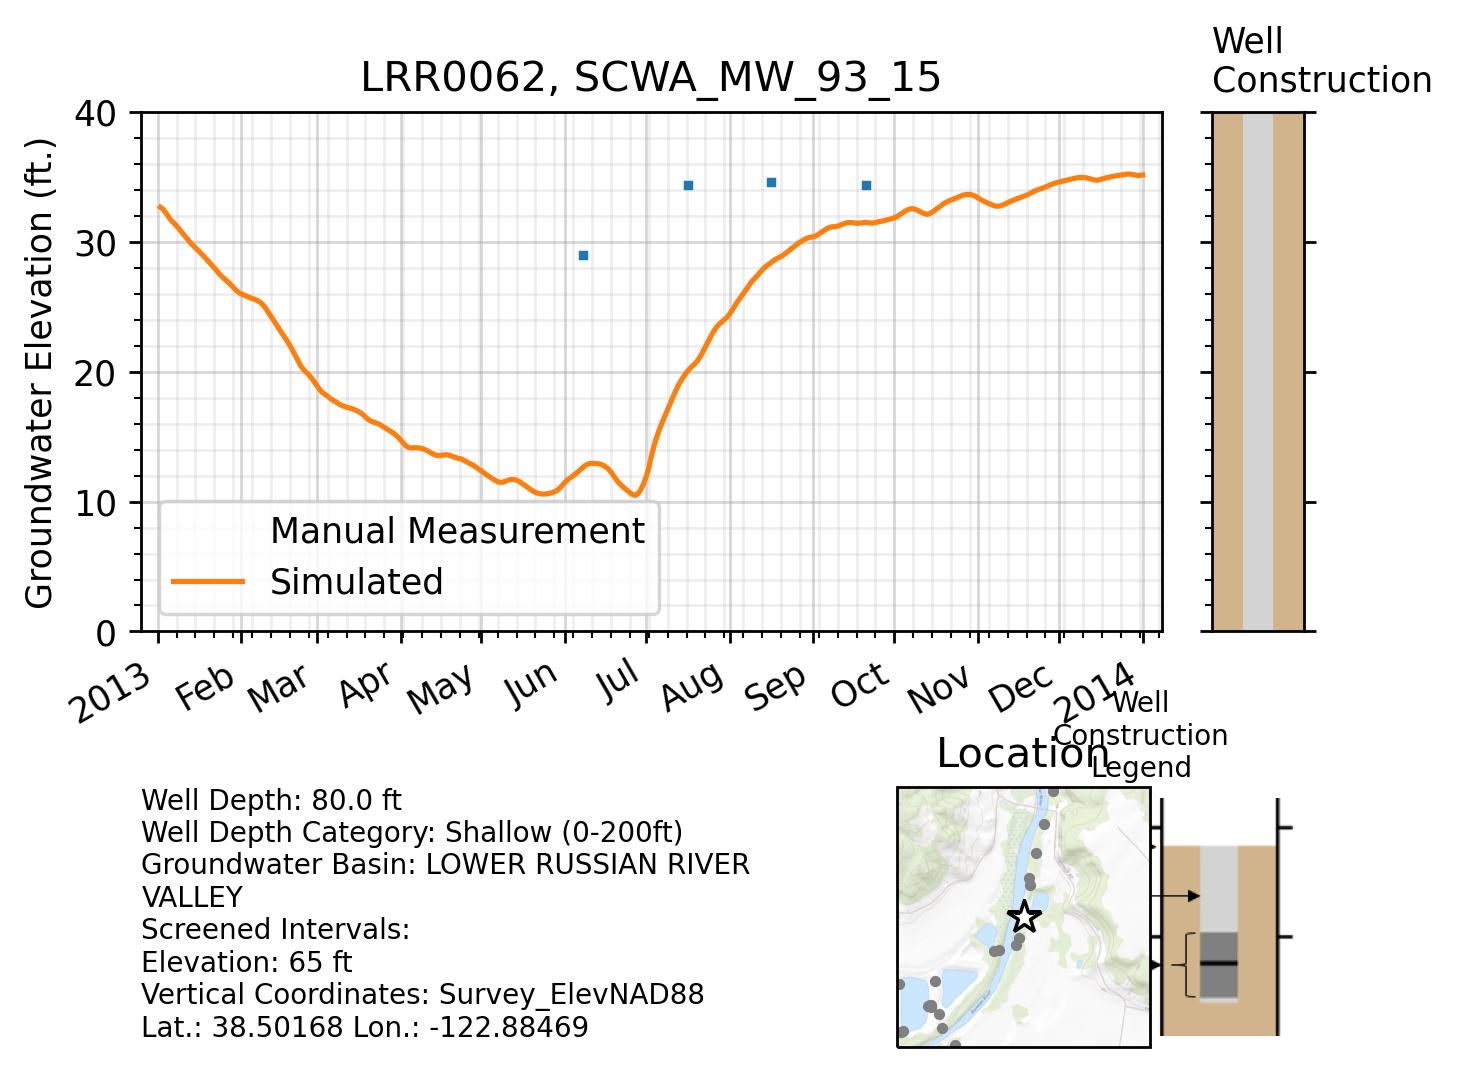 Well
Construction
LRR0062, SCWA_MW_93_15
Groundwater Elevation (ft.)
40
30
20
10
0
Manual Measurement
Simulated
2013
Feb
Mar
Apr
May
Jun
Jul
Aug
Sep
Oct
Nov
Dec
2014
Well
Construction
Legend
Location
Well Depth: 80.0 ft
Well Depth Category: Shallow (0-200ft)
Groundwater Basin: LOWER RUSSIAN RIVER
VALLEY
Screened Intervals:
Elevation: 65 ft
Vertical Coordinates: Survey_ElevNAD88
Lat.: 38.50168 Lon.: -122.88469